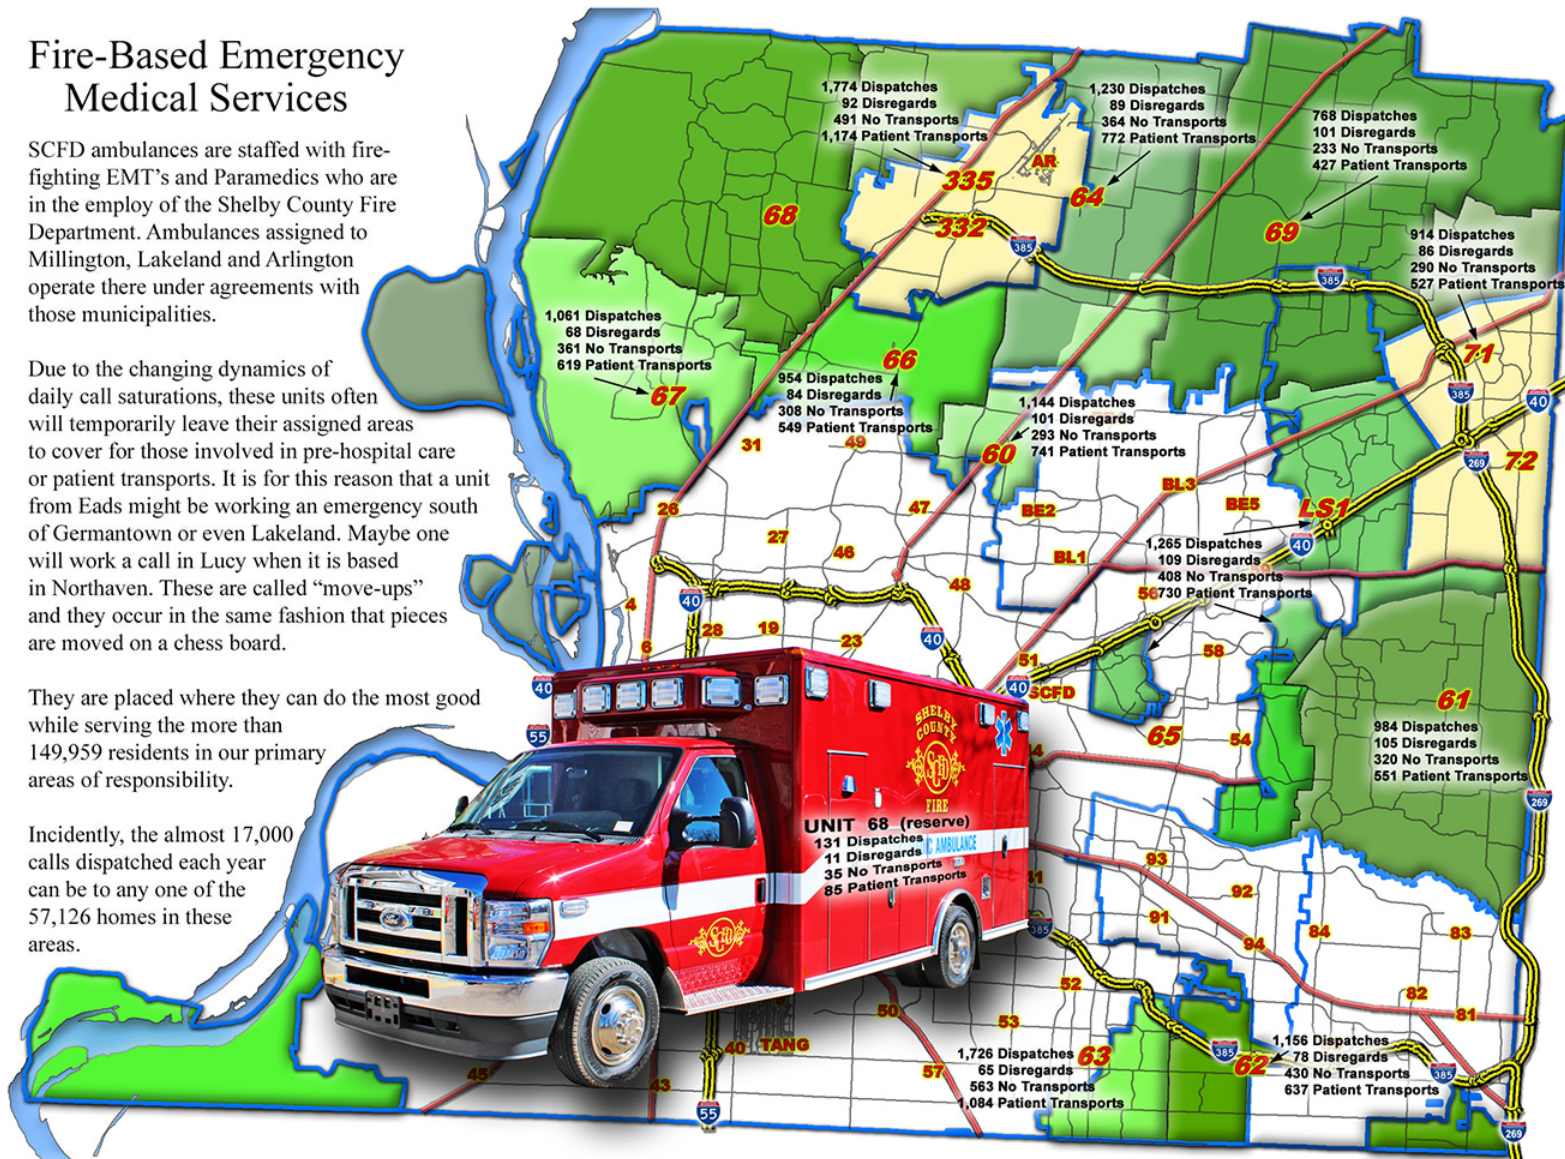 Fire-Based Emergency
Medical Services
SCFD ambulances are staffed with fire-
fighting EMT's and Paramedics who are
in the employ of the Shelby County Fire
Department. Ambulances assigned to
Millington, Lakeland and Arlington
operate there under agreements with
those municipalities.
Due to the changing dynamics of
daily call saturations, these units often
will temporarily leave their assigned areas
to cover for those involved in pre-hospital care
or patient transports. It is for this reason that a unit
from Eads might be working an emergency south
of Germantown or even Lakeland. Maybe one
will work a call in Lucy when it is based
in Northaven. These are called “move-ups”
and they occur in the same fashion that pieces
are moved on a chess board.
They are placed where they can do the most good
while serving the more than
149,959 residents in our primary
areas of responsibility.
Incidently, the almost 17,000
calls dispatched each year
can be to any one of the
57,126 homes in these
areas.
1,774 Dispatches
92 Disregards
491 No Transports
1,174 Patient Transports
335
AR
332
385
68
1,230 Dispatches
89 Disregards
364 No Transports
772 Patient Transports
64
768 Dispatches
101 Disregards
233 No Transports
427 Patient Transports
69
385
914 Dispatches
86 Disregards
290 No Transports
527 Patient Transports
71
385
40
269
72
1,061 Dispatches
68 Disregards
361 No Transports
619 Patient Transports
67
66
954 Dispatches
84 Disregards
308 No Transports
549 Patient Transports
31
49
1,144 Dispatches
101 Disregards
293 No Transports
741 Patient Transports
60
26
47
BE2
BL3
BE5
LS1
40
27
46
BL1
48
1,265 Dispatches
109 Disregards
408 No Transports
730 Patient Transports
59
56
4
40
28
19
23
40
6
51
58
40
40
SCFD
55
65
54
61
984 Dispatches
105 Disregards
320 No Transports
551 Patient Transports
269
SHELBY
COUNTY
SCFD
FIRE
UNIT 68 (reserve)
131 Dispatches
11 Disregards
35 No Transports
85 Patient Transports
AMBULANCE
Ford
SCFD
93
92
91
94
84
83
385
52
82
81
50
53
40
TANG
45
43
57
55
1,726 Dispatches
65 Disregards
563 No Transports
1,084 Patient Transports
63
385
62
1,156 Dispatches
78 Disregards
430 No Transports
637 Patient Transports
385
269